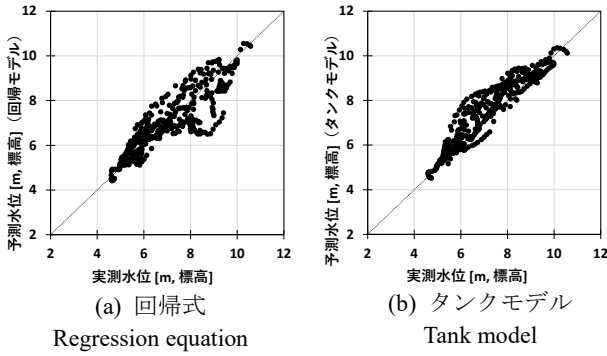 (a)
予測水位 [m, 標高]（回帰モデル）
12
10
8
6
4
2
2 4 6 8 10 12
実測水位 [m, 標高]
(a) 回帰式
Regression equation
(b)
予測水位 [m, 標高]（タンクモデル）
12
10
8
6
4
2
2 4 6 8 10 12
実測水位 [m, 標高]
(b) タンクモデル
Tank model